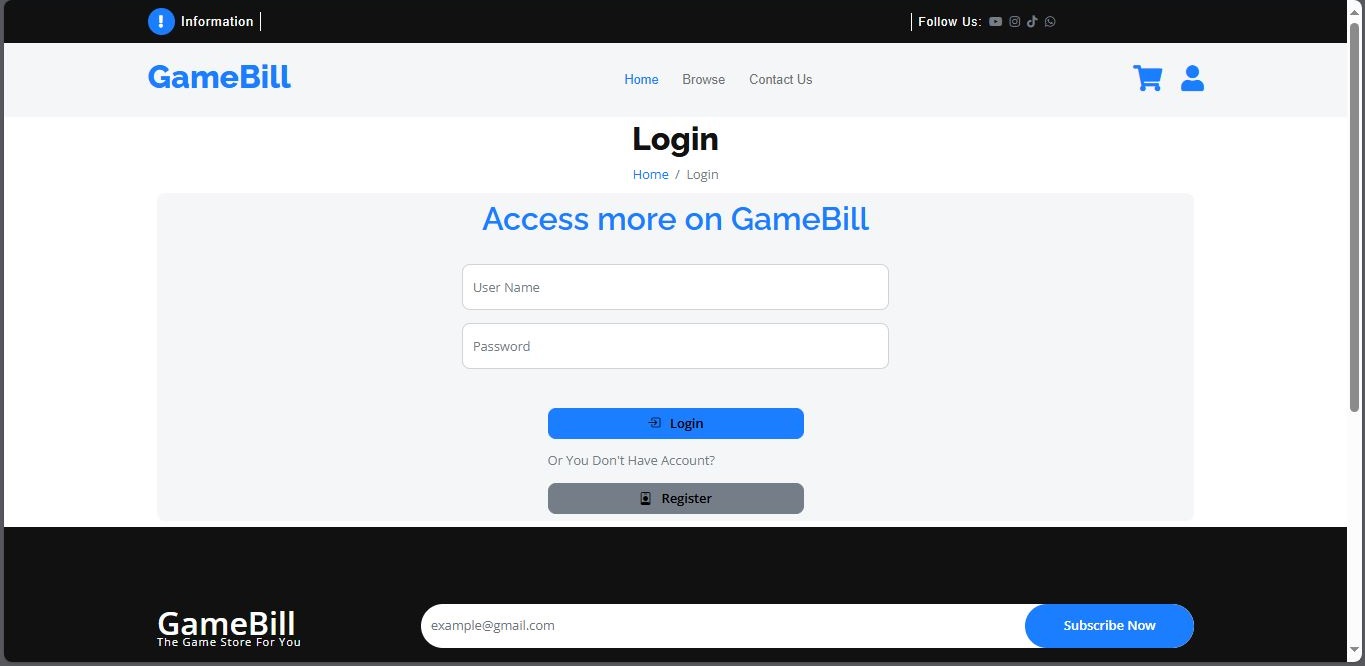 Information
Follow Us:
GameBill
Home Browse Contact Us
Login
Home / Login
Access more on GameBill
User Name
Password
Login
Or You Don't Have Account?
Register
GameBill
The Game Store For You
example@gmail.com
Subscribe Now